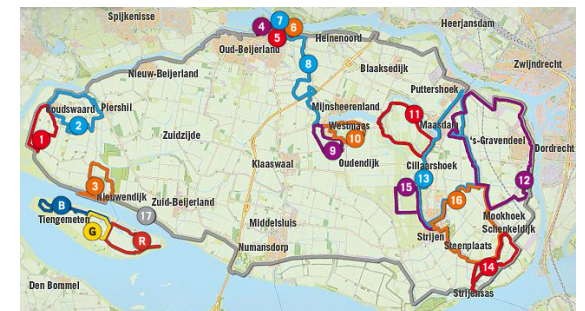 Spijkenisse
Heerjansdam
4
7
6
5
Heinenoord
Oud-Beijerland
8
Blaaksedijk
Zwijndrecht
Nieuw-Beijerland
Puttershoek
Mijnsheerenland
Goudswaard
Piershil
11
Maasdam
Westmaas
10
2
1
Zuidzijde
's-Gravendeel
Dordrecht
9
Oudendijk
Klaaswaal
Cillaarshoek
13
12
15
3
Nieuwendijk
Zuid-Beijerland
16
B
17
Mookhoek
Tiengemeten
Middelsluis
Schenkeldijk
G
R
Strijen
Numansdorp
Steenplaats
14
Den Bommel
Strijensas